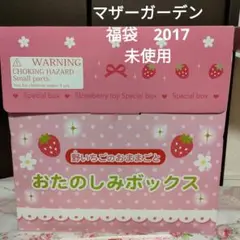 マザーガーデン
福袋　2017
未使用
WARNING
CHOKING HAZARD
Small parts.
Special box
Strawberry toy Special box
Special box
野いちごのおままごと
おたのしみボックス